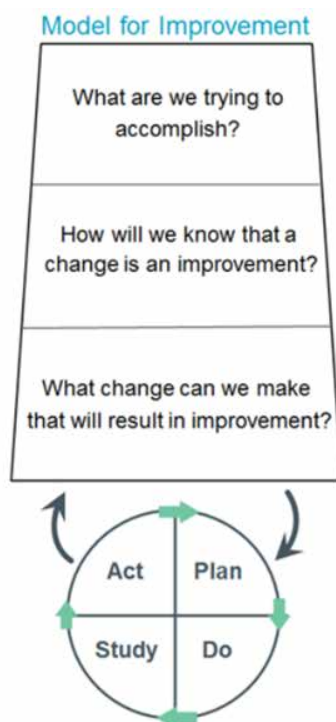 Model for Improvement
What are we trying to
accomplish?
How will we know that a
change is an improvement?
What change can we make
that will result in improvement?
Act
Plan
Study
Do